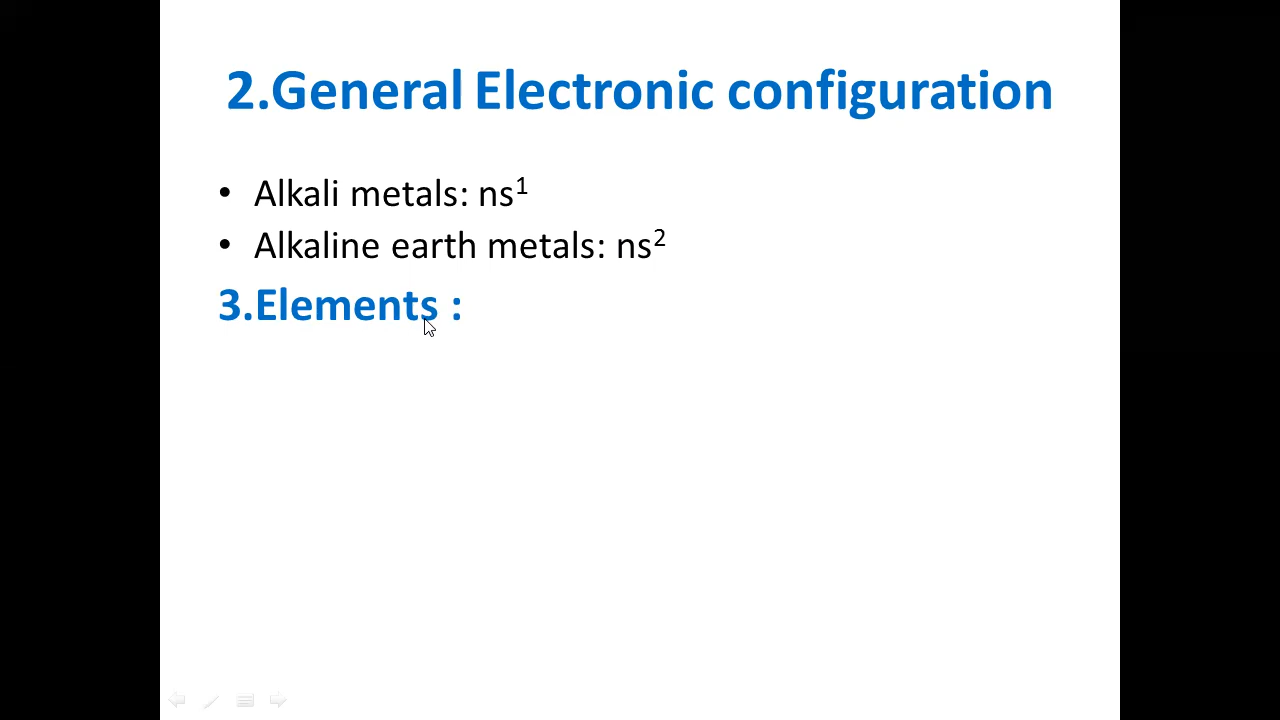 2.General Electronic configuration
• Alkali metals: ns¹
• Alkaline earth metals: ns²
3.Elements :